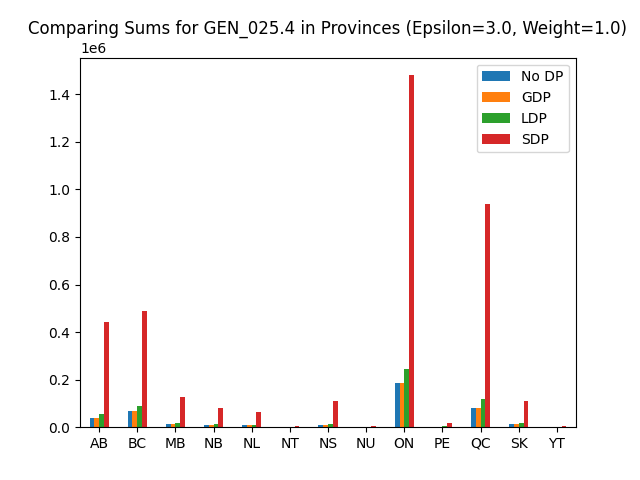 Comparing Sums for GEN_025.4 in Provinces (Epsilon=3.0, Weight=1.0)
1e6
No DP
GDP
LDP
SDP
1.4
1.2
1.0
0.8
0.6
0.4
0.2
0.0
AB BC MB NB NL NT NS NU ON PE QC SK YT